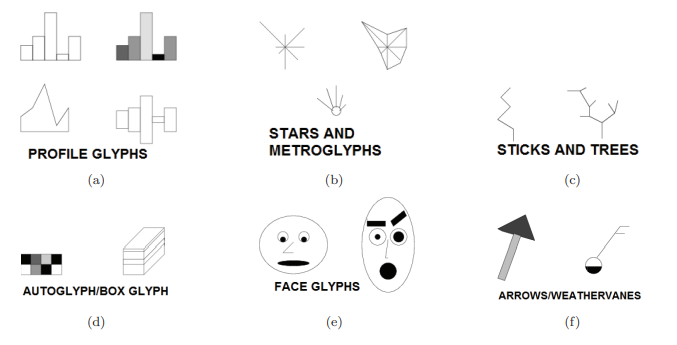 PROFILE GLYPHS
(a)
STARS AND
METROGLYPHS
(b)
STICKS AND TREES
(c)
AUTOGLYPH/BOX GLYPH
(d)
FACE GLYPHS
(e)
ARROWS/WEATHERVANES
(f)